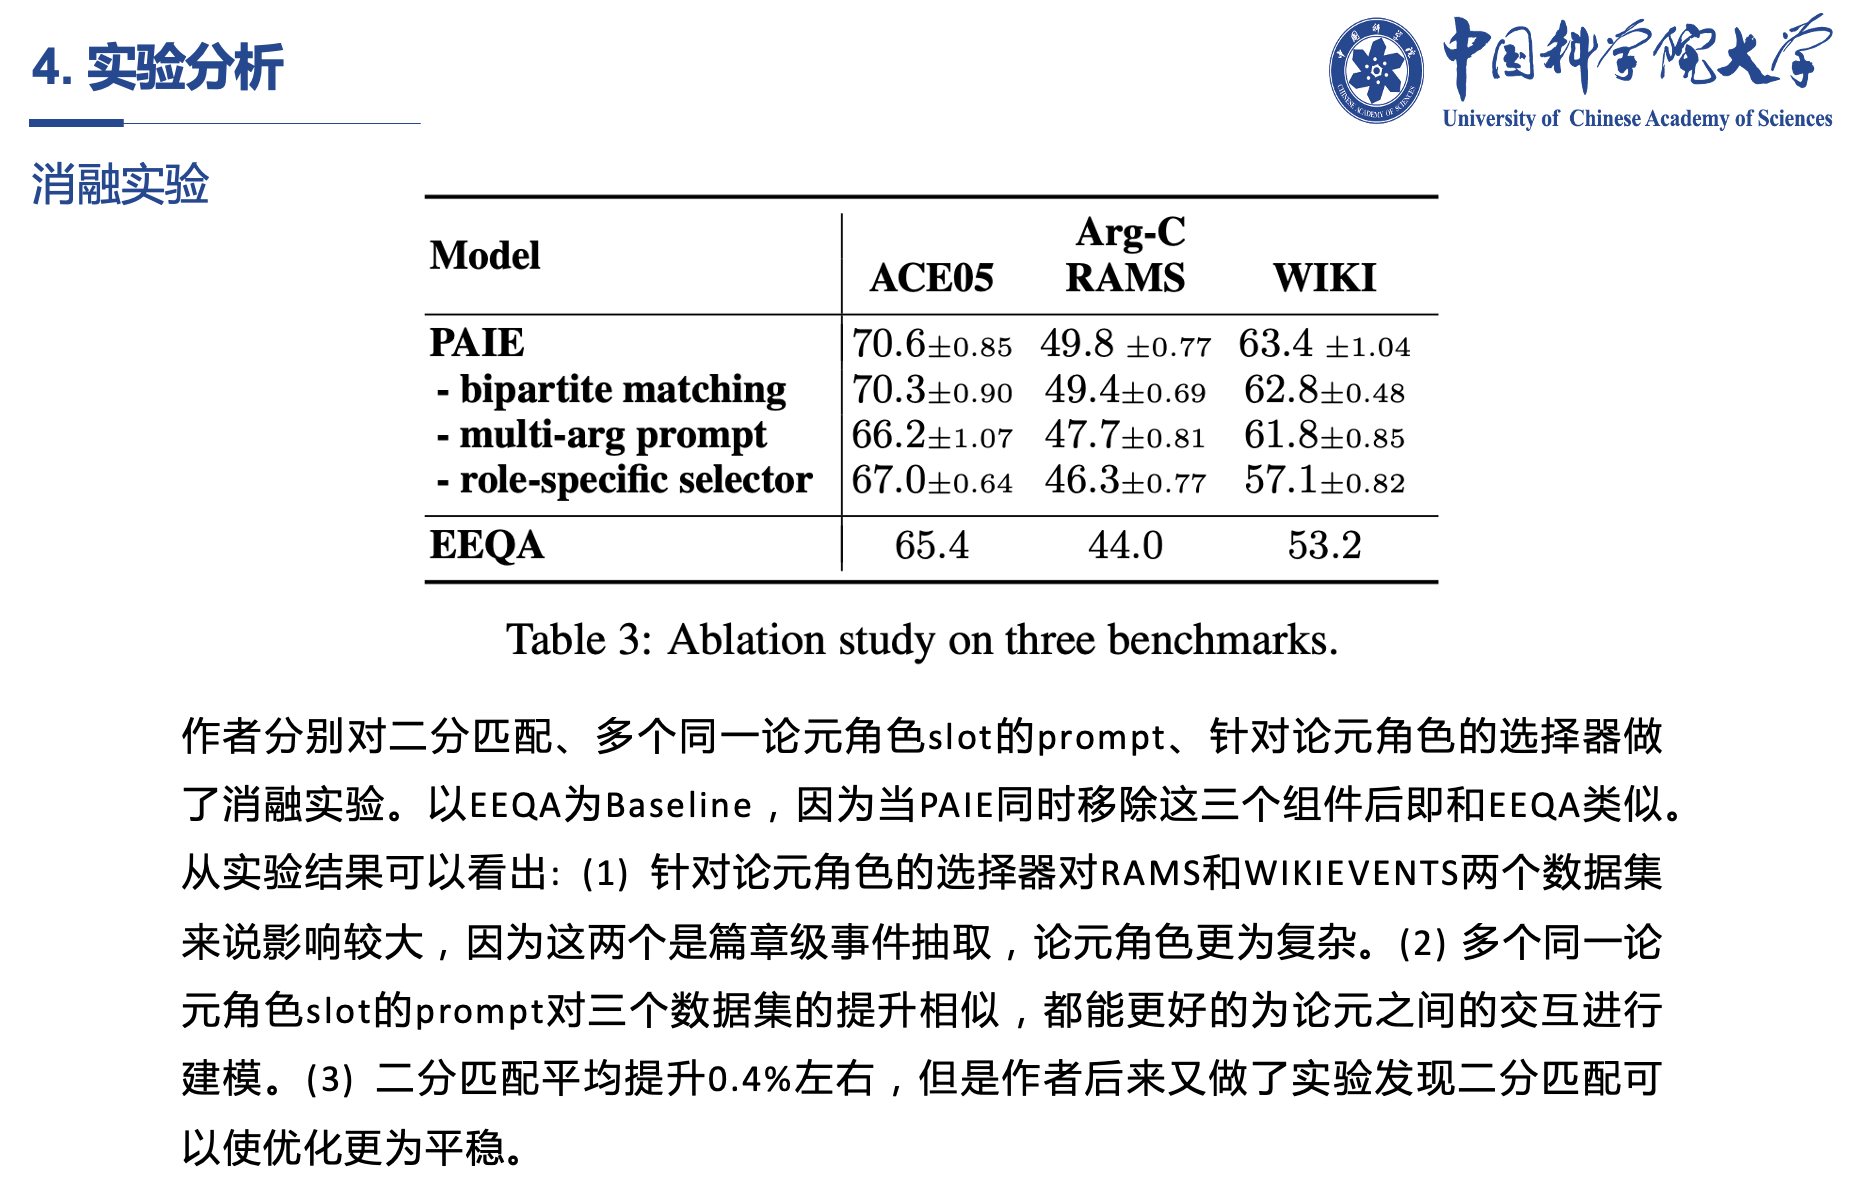 4. 实验分析
中国科学院大学
中国科学院
CHINESE ACADEMY OF SCIENCES
University of Chinese Academy of Sciences
消融实验
Arg-C
Model
ACE05 RAMS WIKI
PAIE 70.6±0.85 49.8 ±0.77 63.4 ±1.04
- bipartite matching 70.3±0.90 49.4±0.69 62.8±0.48
- multi-arg prompt 66.2±1.07 47.7±0.81 61.8±0.85
- role-specific selector 67.0±0.64 46.3±0.77 57.1±0.82
EEQA 65.4 44.0 53.2
Table 3: Ablation study on three benchmarks.
作者分别对二分匹配、多个同一论元角色slot的prompt、针对论元角色的选择器做
了消融实验。以EEQA为Baseline，因为当PAIE同时移除这三个组件后即和EEQA类似。
从实验结果可以看出: (1) 针对论元角色的选择器对RAMS和WIKIEVENTS两个数据集
来说影响较大，因为这两个是篇章级事件抽取，论元角色更为复杂。(2) 多个同一论
元角色slot的prompt对三个数据集的提升相似，都能更好的为论元之间的交互进行
建模。(3) 二分匹配平均提升0.4%左右，但是作者后来又做了实验发现二分匹配可
以使优化更为平稳。